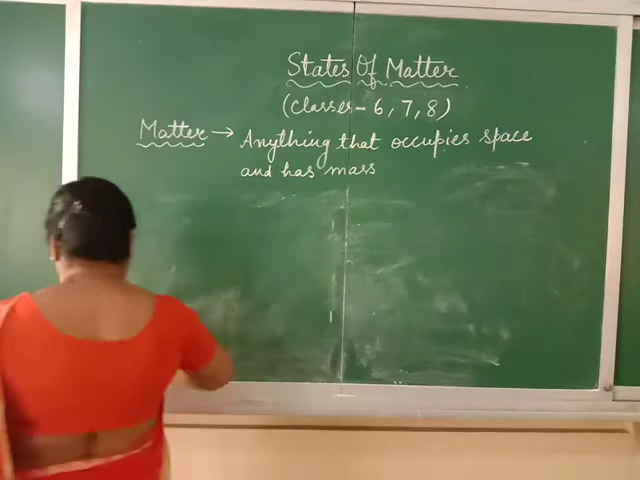 States Of Matter
(Classes - 6, 7, 8)
Matter → Anything that occupies space
and has mass